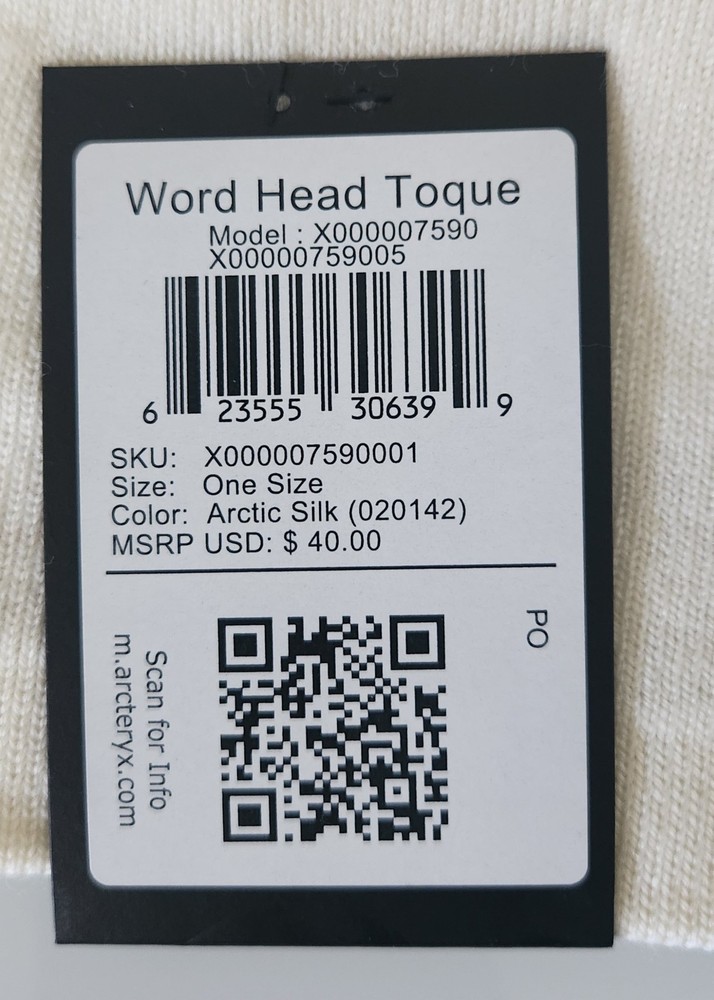 Word Head Toque
Model : X000007590
X00000759005
6 23555 30639 9
SKU: X000007590001
Size: One Size
Color: Arctic Silk (020142)
MSRP USD: $ 40.00
PO
Scan for Info
m.arcteryx.com